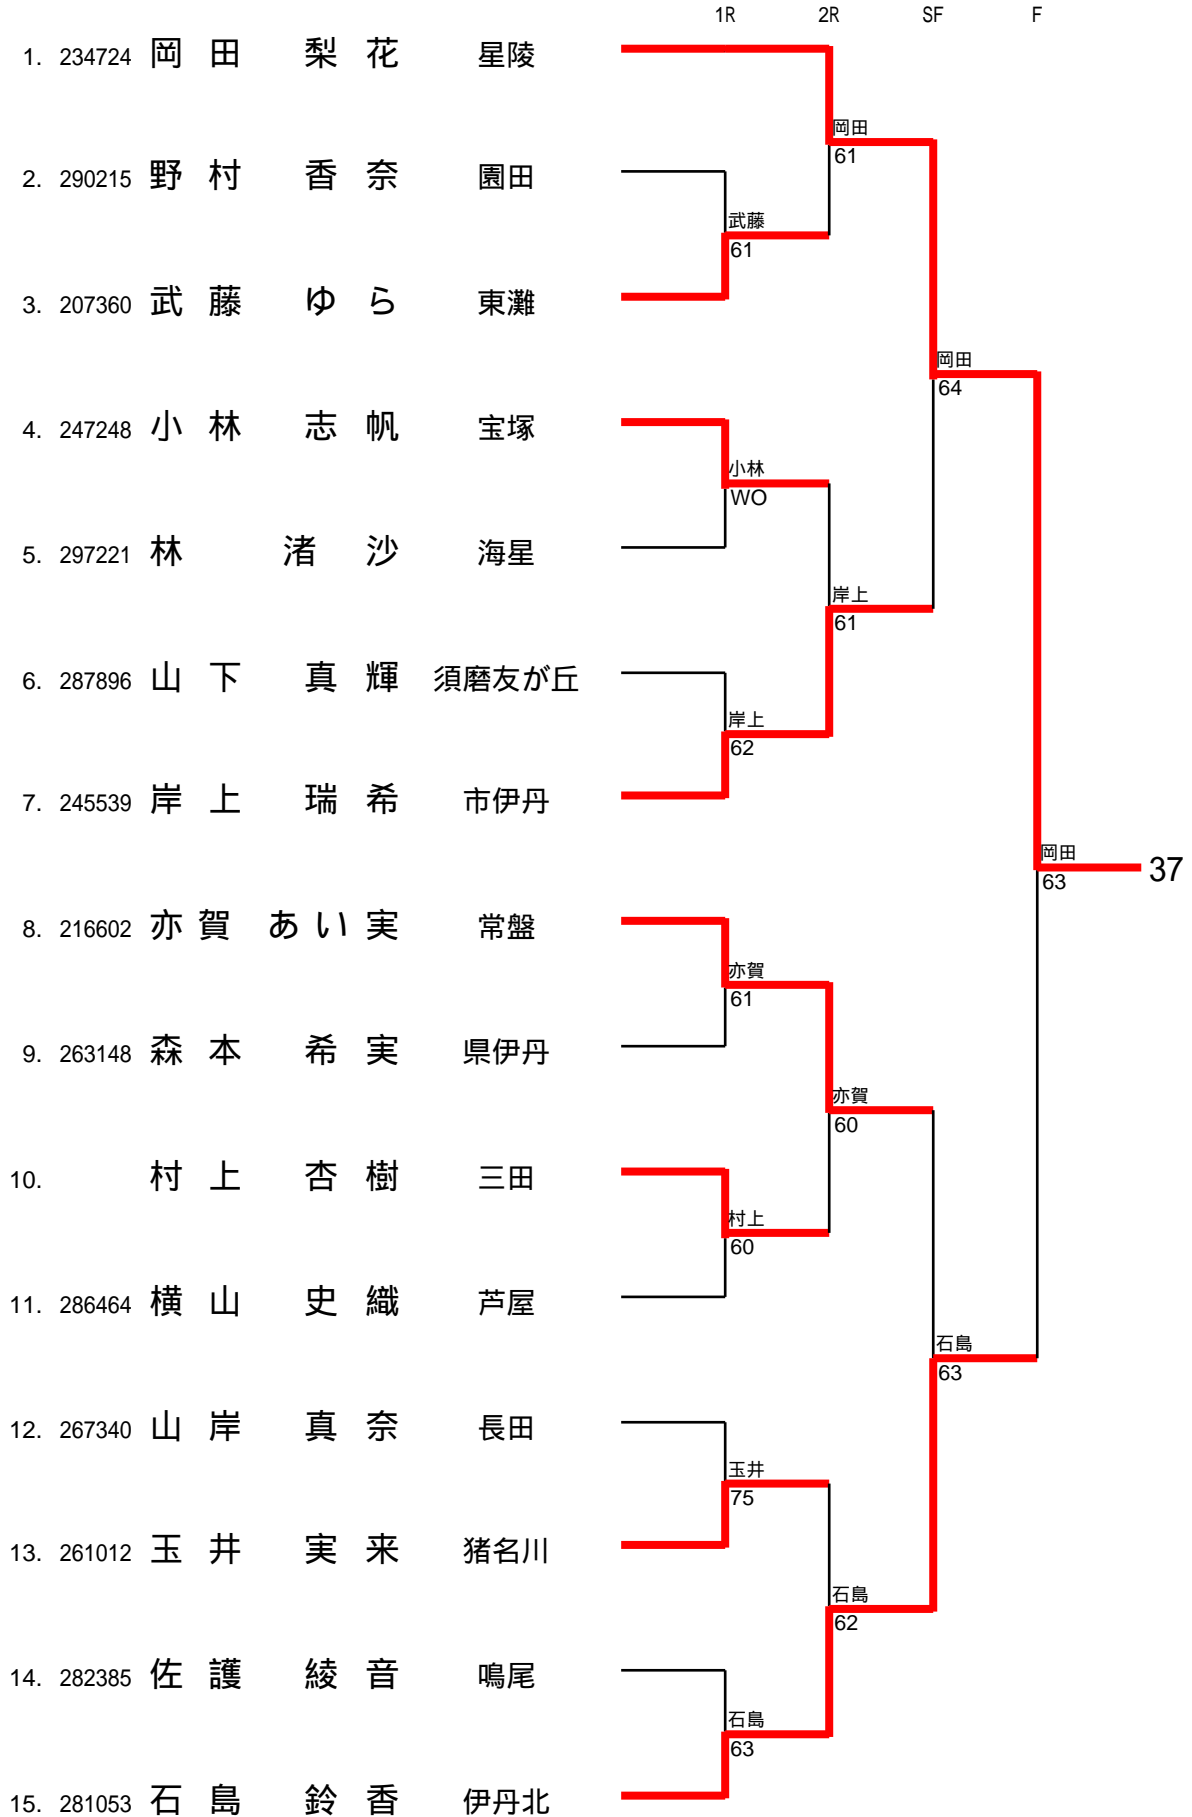 1R 2R SF F
1. 234724 岡田 梨花 星陵
岡田
61
2. 290215 野村 香奈 園田
武藤
61
3. 207360 武藤 ゆら 東灘
岡田
64
4. 247248 小林 志帆 宝塚
小林
WO
5. 297221 林 渚沙 海星
岸上
61
6. 287896 山下 真輝 須磨友が丘
岸上
62
7. 245539 岸上 瑞希 市伊丹
岡田
63
37
8. 216602 亦賀 あい実 常盤
亦賀
61
9. 263148 森本 希実 県伊丹
亦賀
60
10. 村上 杏樹 三田
村上
60
11. 286464 横山 史織 芦屋
石島
63
12. 267340 山岸 真奈 長田
玉井
75
13. 261012 玉井 実来 猪名川
石島
62
14. 282385 佐護 綾音 鳴尾
石島
63
15. 281053 石島 鈴香 伊丹北